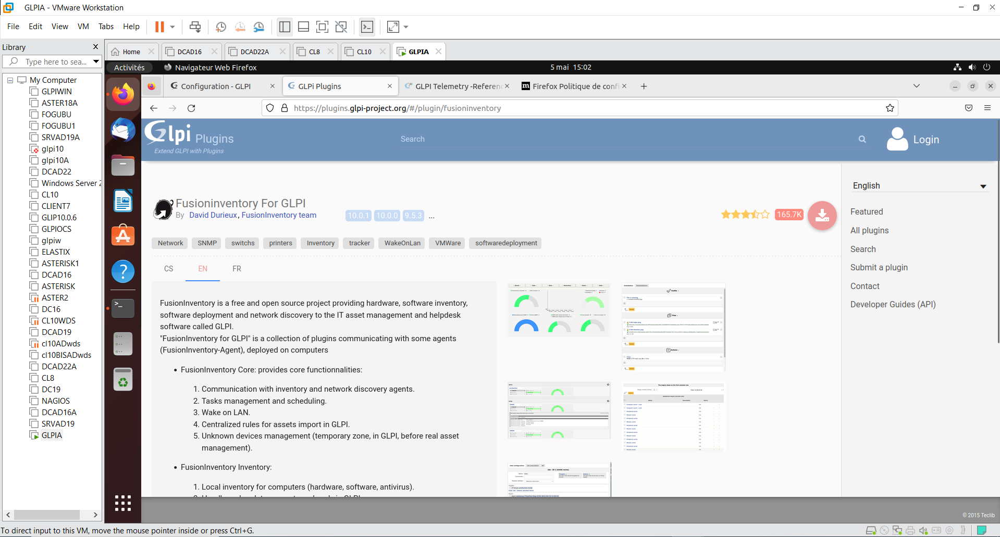 GLPIA - VMware Workstation
File Edit View VM Tabs Help
Library
Type here to sea...
My Computer
GLPIWIN
ASTER18A
FOGUBU
FOGUBU1
SRVAD19A
glpi10
glpi10A
DCAD22
Windows Server 2
CL10
CLIENT7
GLIP10.0.6
GLPIOCS
glpiw
ELASTIX
ASTERISK1
DCAD16
ASTERISK
ASTER2
DC16
CL10WDS
DCAD19
cl10ADwds
cl10BISADwds
DCAD22A
CL8
DC19
NAGIOS
DCAD16A
SRVAD19
GLPIA
Home DCAD16 DCAD22A CL8 CL10 GLPIA
Activités Navigateur Web Firefox 5 mai 15:02
Configuration - GLPI GLPi Plugins GLPI Telemetry -Referenc Firefox Politique de confi
https://plugins.glpi-project.org/#/plugin/fusioninventory
Glpi Plugins
Extend GLPI with Plugins
Search
Login
Fusioninventory For GLPI
By David Durieux, FusionInventory team
10.0.1 10.0.0 9.5.3 ...
165.7K
Network SNMP switchs printers Inventory tracker WakeOnLan VMWare softwaredeployment
CS EN FR
FusionInventory is a free and open source project providing hardware, software inventory,
software deployment and network discovery to the IT asset management and helpdesk
software called GLPI.
"FusionInventory for GLPI" is a collection of plugins communicating with some agents
(FusionInventory-Agent), deployed on computers
• FusionInventory Core: provides core functionnalities:
1. Communication with inventory and network discovery agents.
2. Tasks management and scheduling.
3. Wake on LAN.
4. Centralized rules for assets import in GLPI.
5. Unknown devices management (temporary zone, in GLPI, before real asset
management).
• FusionInventory Inventory:
1. Local inventory for computers (hardware, software, antivirus).
English
Featured
All plugins
Search
Submit a plugin
Contact
Developer Guides (API)
© 2015 Teclib
To direct input to this VM, move the mouse pointer inside or press Ctrl+G.